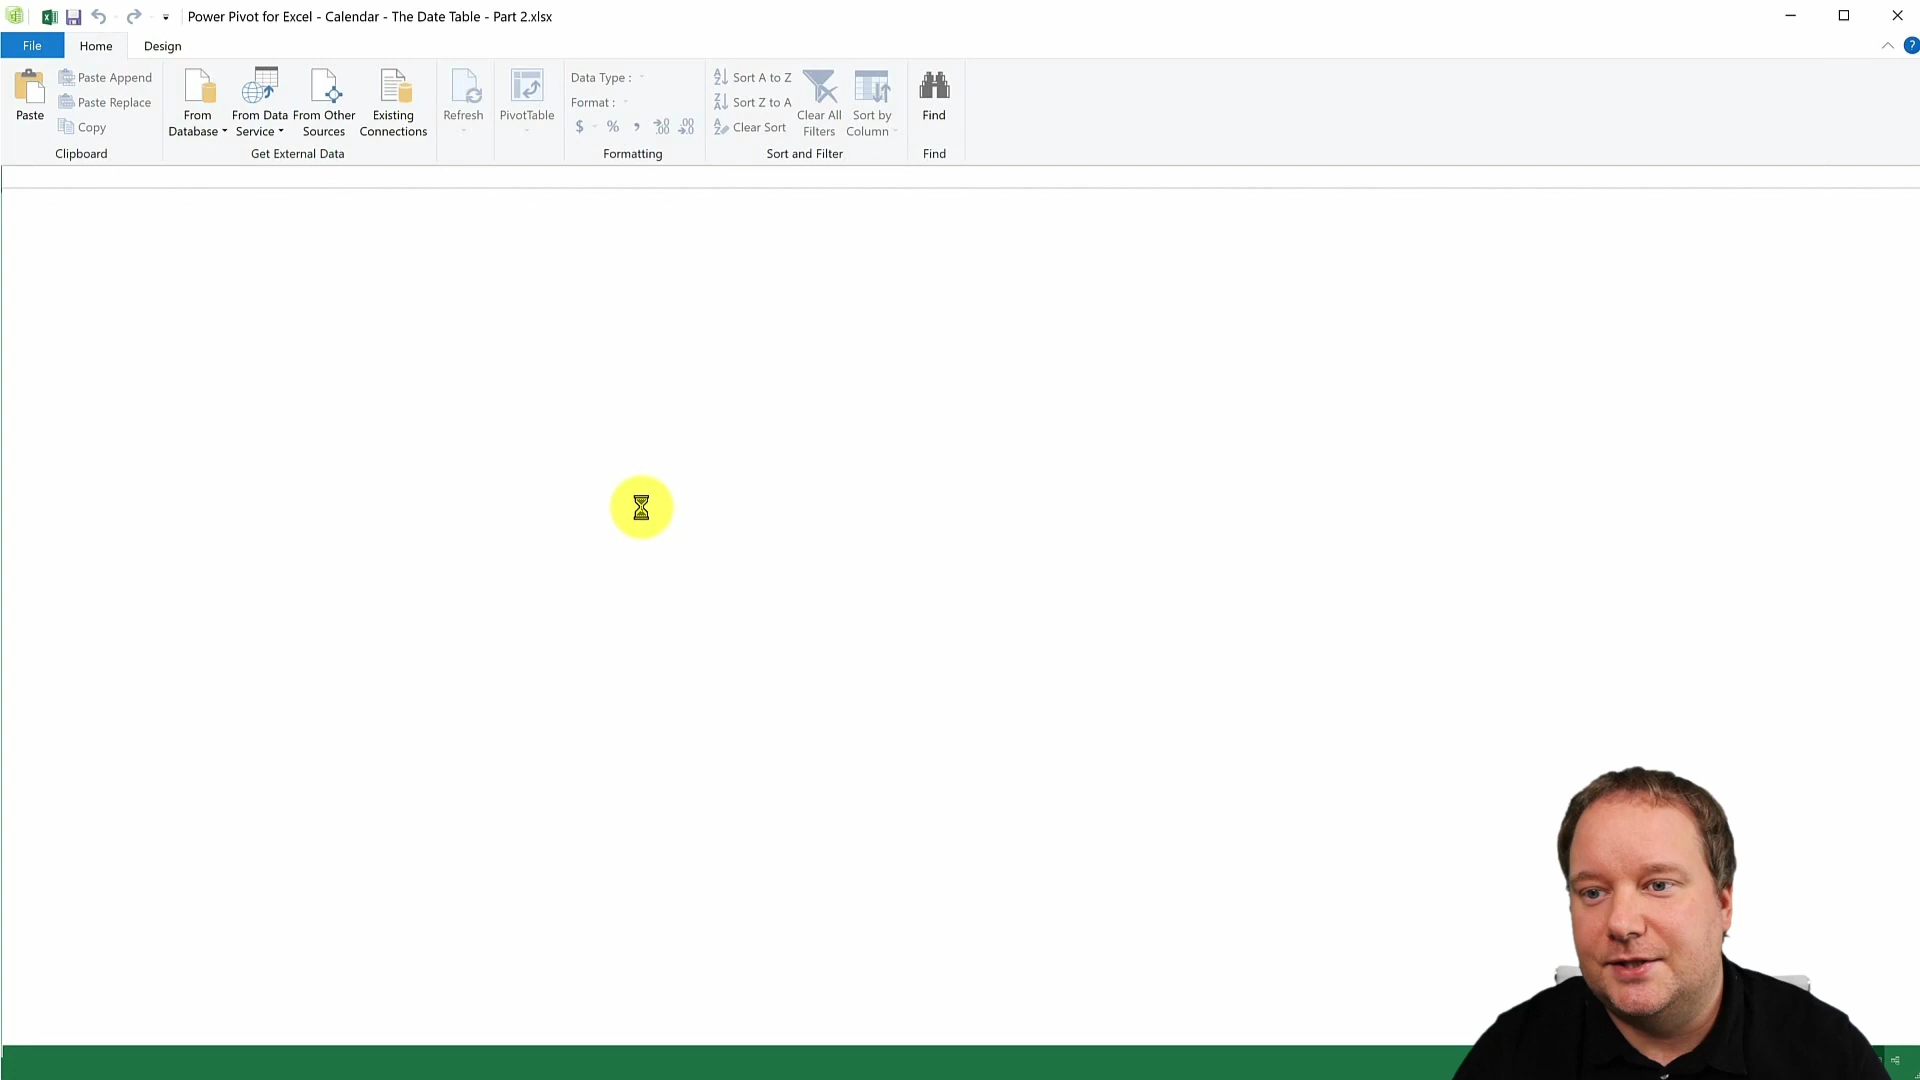 Power Pivot for Excel - Calendar - The Date Table - Part 2.xlsx
File
Home
Design
?
Paste
Paste Append
Paste Replace
Copy
Clipboard
From
Database
From Data
Service
From Other
Sources
Existing
Connections
Get External Data
Refresh
PivotTable
Data Type :
Format :
$ % , .00 .00
Formatting
Sort A to Z
Sort Z to A
Clear Sort
Clear All
Filters
Sort by
Column
Sort and Filter
Find
Find